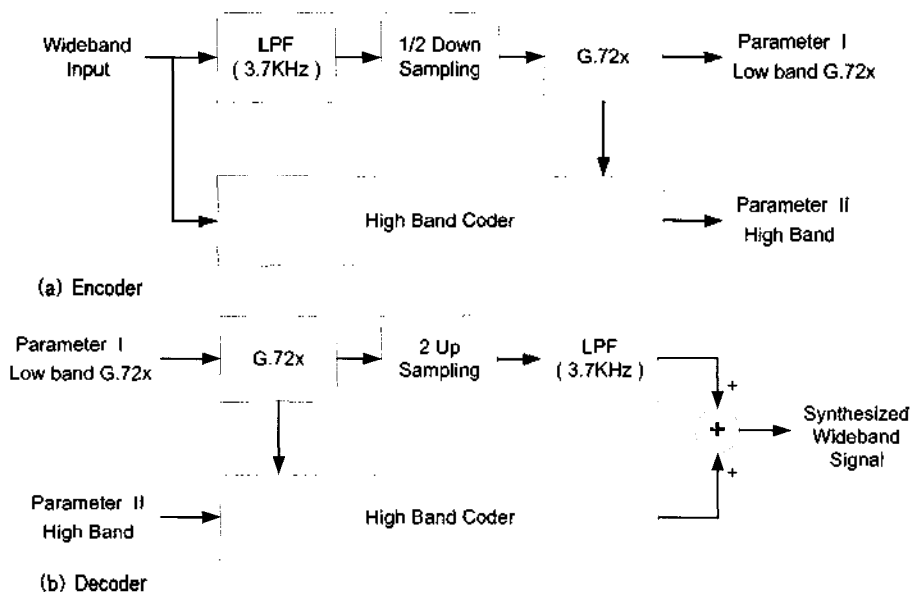 Wideband
Input
LPF
( 3.7KHz )
1/2 Down
Sampling
G.72x
Parameter I
Low band G.72x
High Band Coder
Parameter II
High Band
(a) Encoder
Parameter I
Low band G.72x
G.72x
2 Up
Sampling
LPF
( 3.7KHz )
+
+
+
Synthesized
Wideband
Signal
Parameter II
High Band
High Band Coder
(b) Decoder